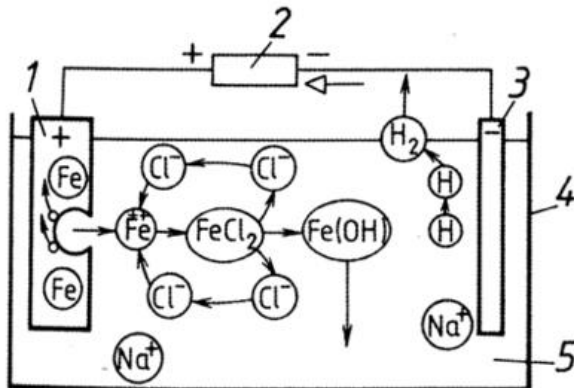 + 2 −
1 3
+ H₂ −
Fe Cl⁻ Cl⁻ H
Fe⁺⁺ FeCl₂ Fe(OH) H 4
Fe Cl⁻ Cl⁻
Na⁺ Na⁺ 5